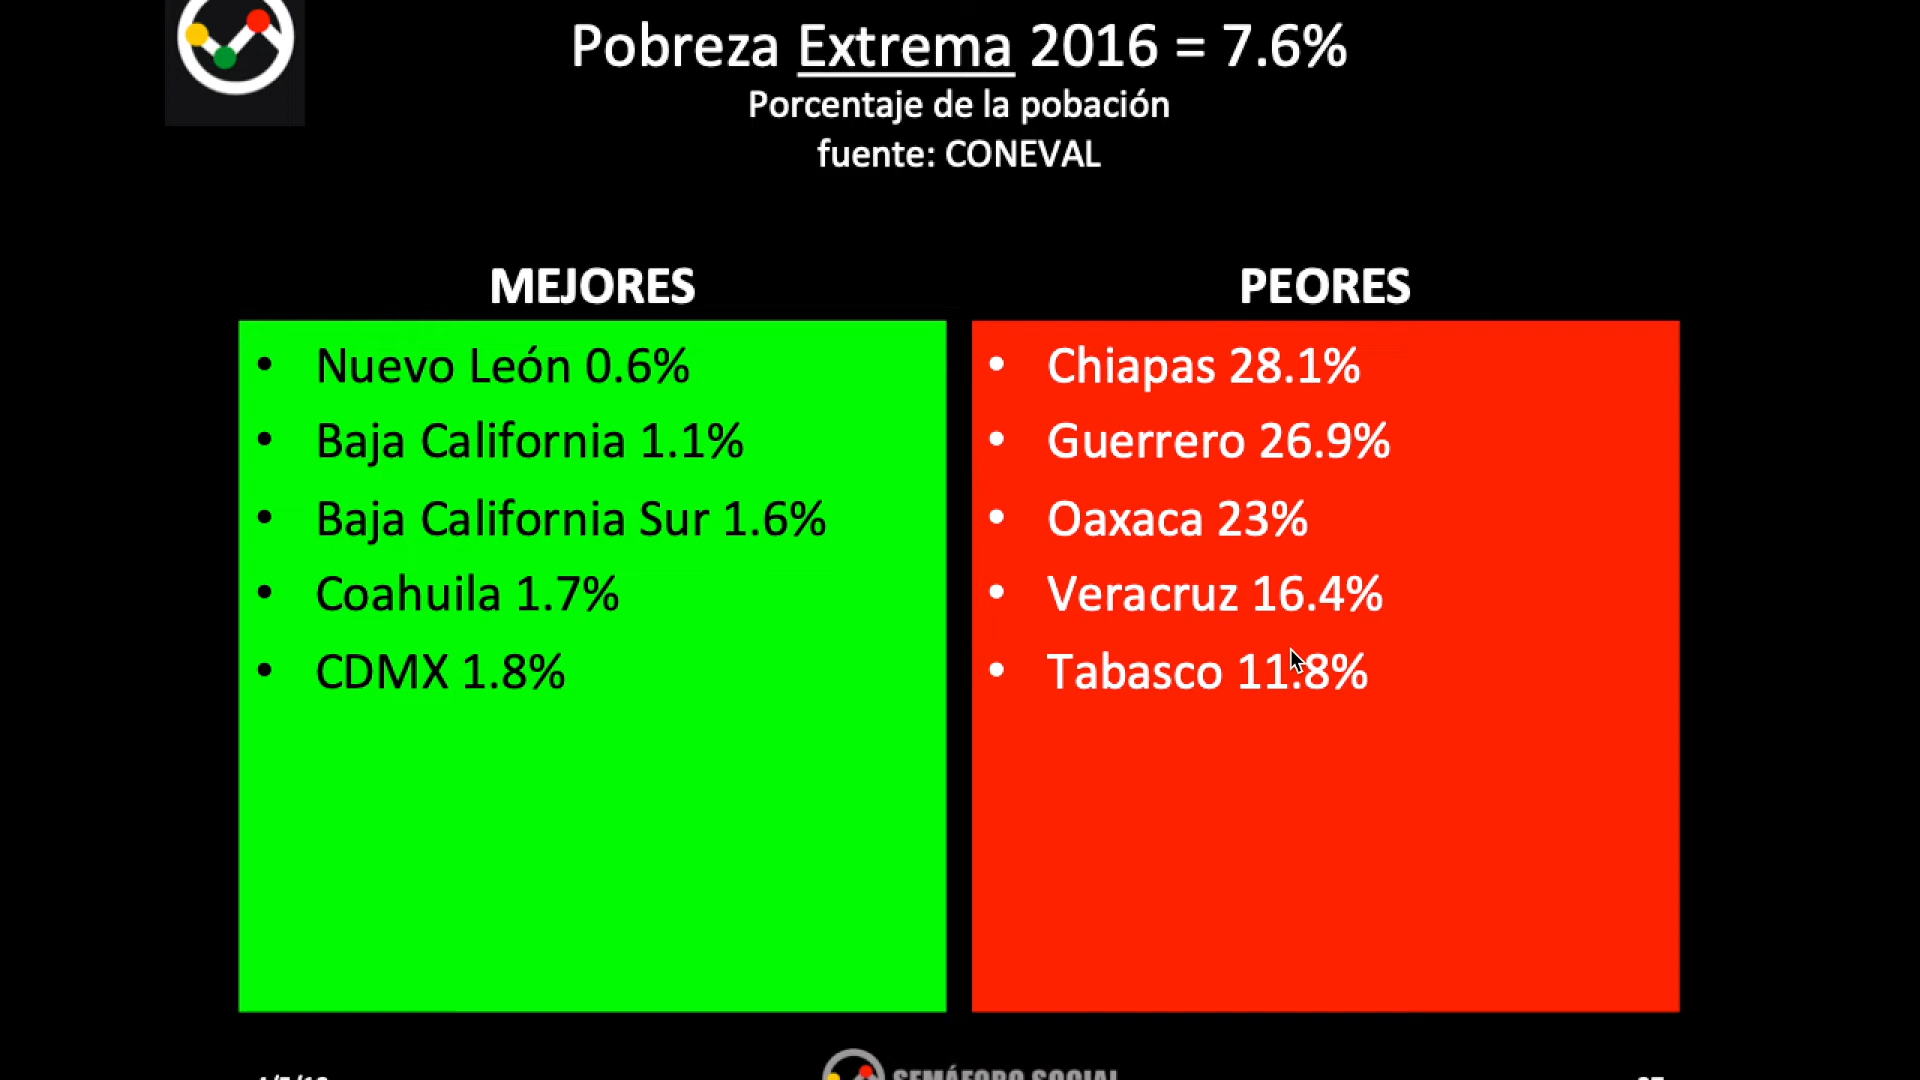 Pobreza Extrema 2016 = 7.6%
Porcentaje de la pobación
fuente: CONEVAL
MEJORES
• Nuevo León 0.6%
• Baja California 1.1%
• Baja California Sur 1.6%
• Coahuila 1.7%
• CDMX 1.8%
PEORES
• Chiapas 28.1%
• Guerrero 26.9%
• Oaxaca 23%
• Veracruz 16.4%
• Tabasco 11.8%
SEMÁFORO SOCIAL